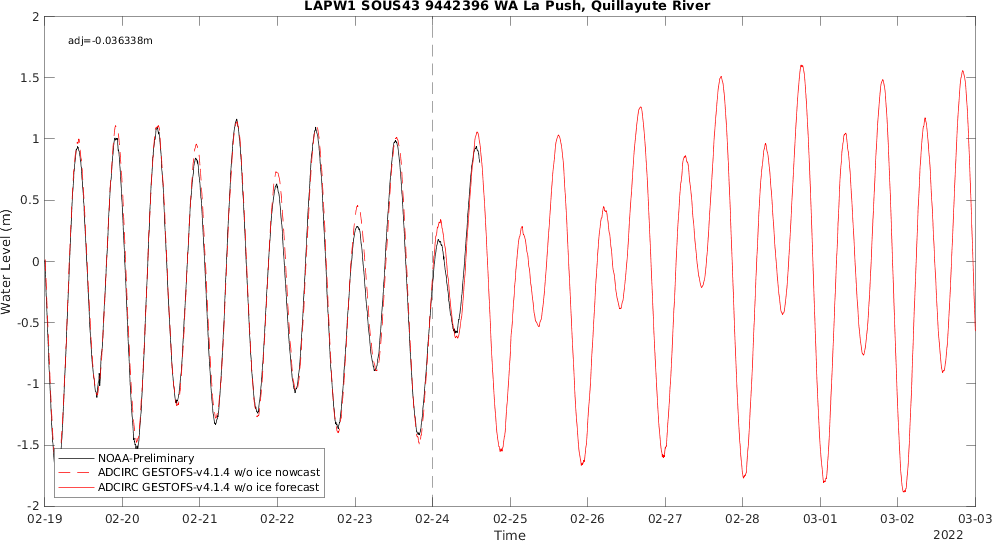 LAPW1 SOUS43 9442396 WA La Push, Quillayute River
2
adj=-0.036338m
1.5
1
0.5
0
-0.5
-1
-1.5
-2
Water Level (m)
NOAA-Preliminary
ADCIRC GESTOFS-v4.1.4 w/o ice nowcast
ADCIRC GESTOFS-v4.1.4 w/o ice forecast
02-19 02-20 02-21 02-22 02-23 02-24 02-25 02-26 02-27 02-28 03-01 03-02 03-03
Time
2022